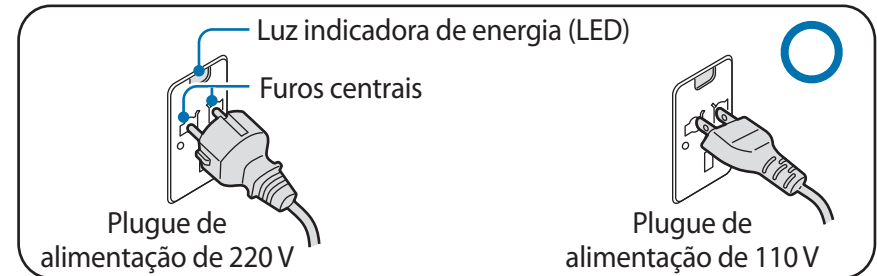 Luz indicadora de energia (LED)
Furos centrais
Plugue de
alimentação de 220 V
Plugue de
alimentação de 110 V